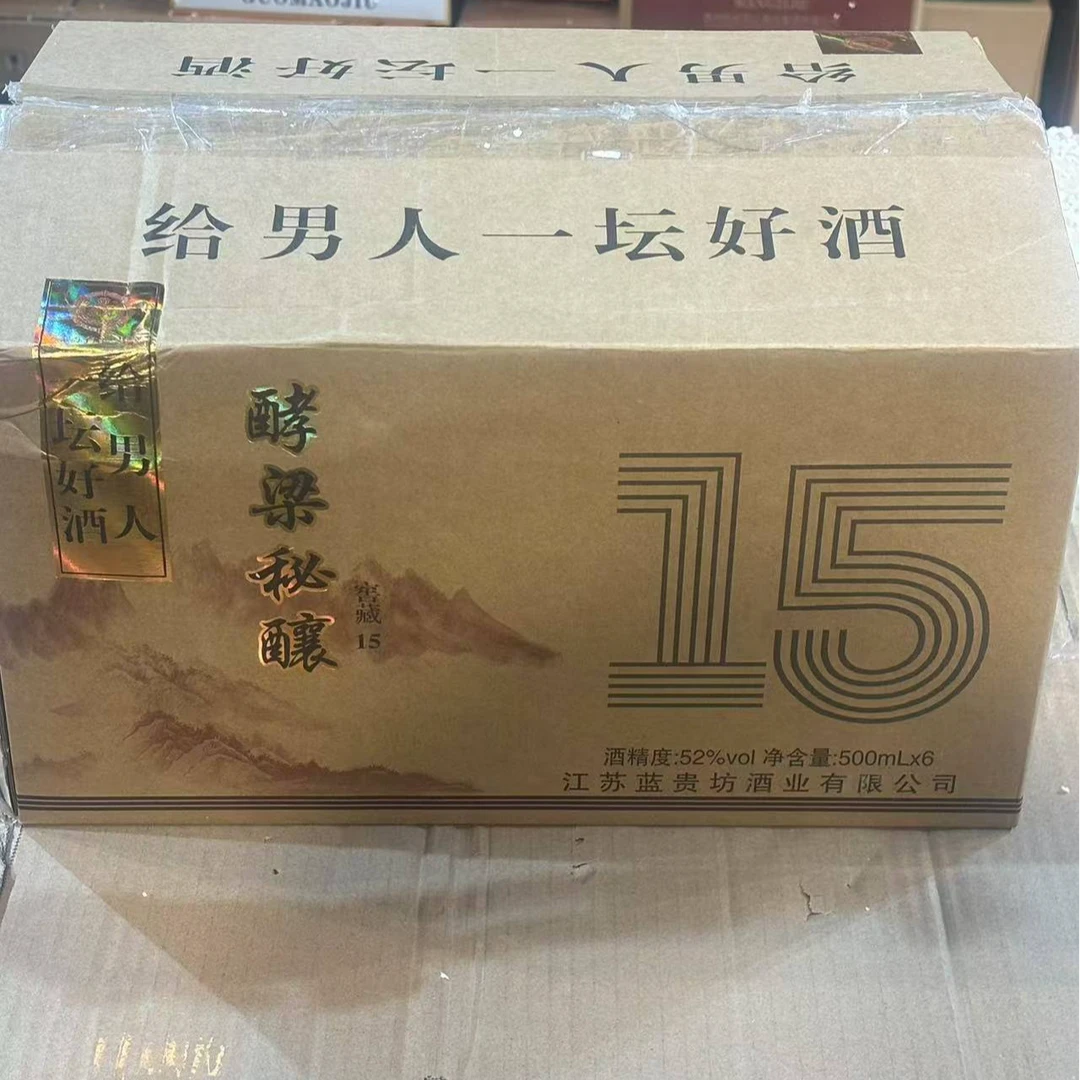 给男人一坛好酒
给男人一坛好酒
给男人
一坛好酒
酵梁秘釀
窖藏15
15
酒精度:52%vol 净含量:500mLx6
江苏蓝贵坊酒业有限公司